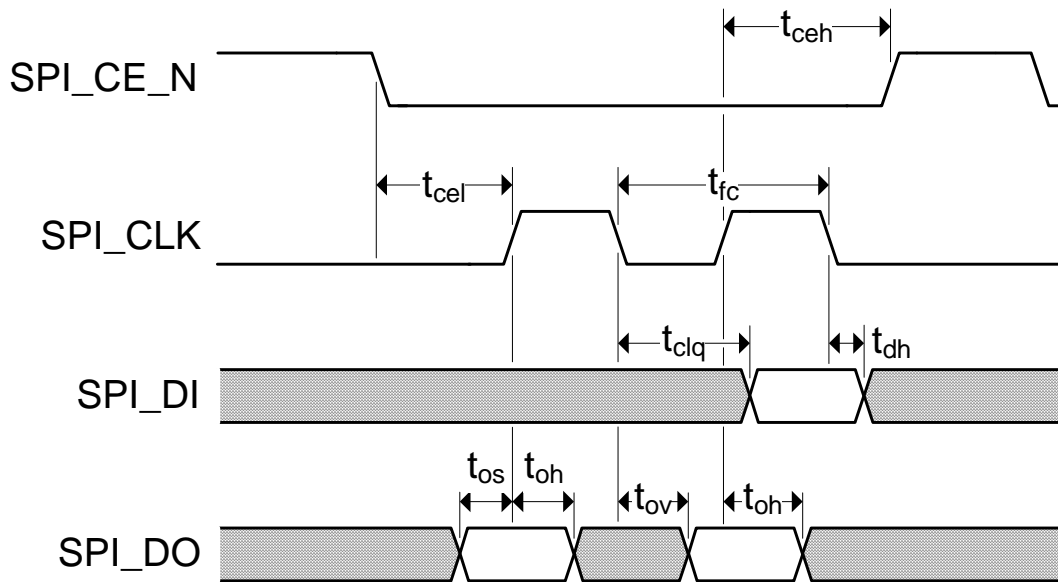 t_ceh
SPI_CE_N
t_cel
t_fc
SPI_CLK
t_clq
t_dh
SPI_DI
t_os t_oh
t_ov t_oh
SPI_DO